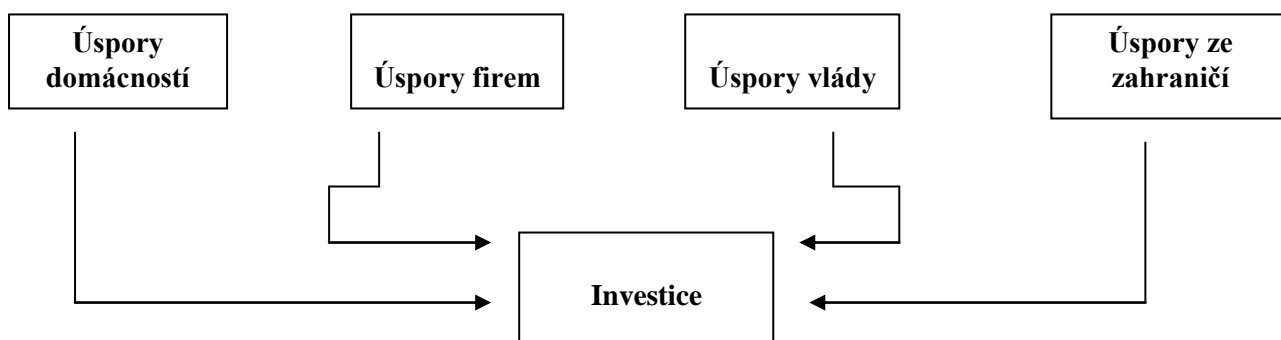 Úspory
domácností
Úspory firem
Úspory vlády
Úspory ze
zahraničí
Investice